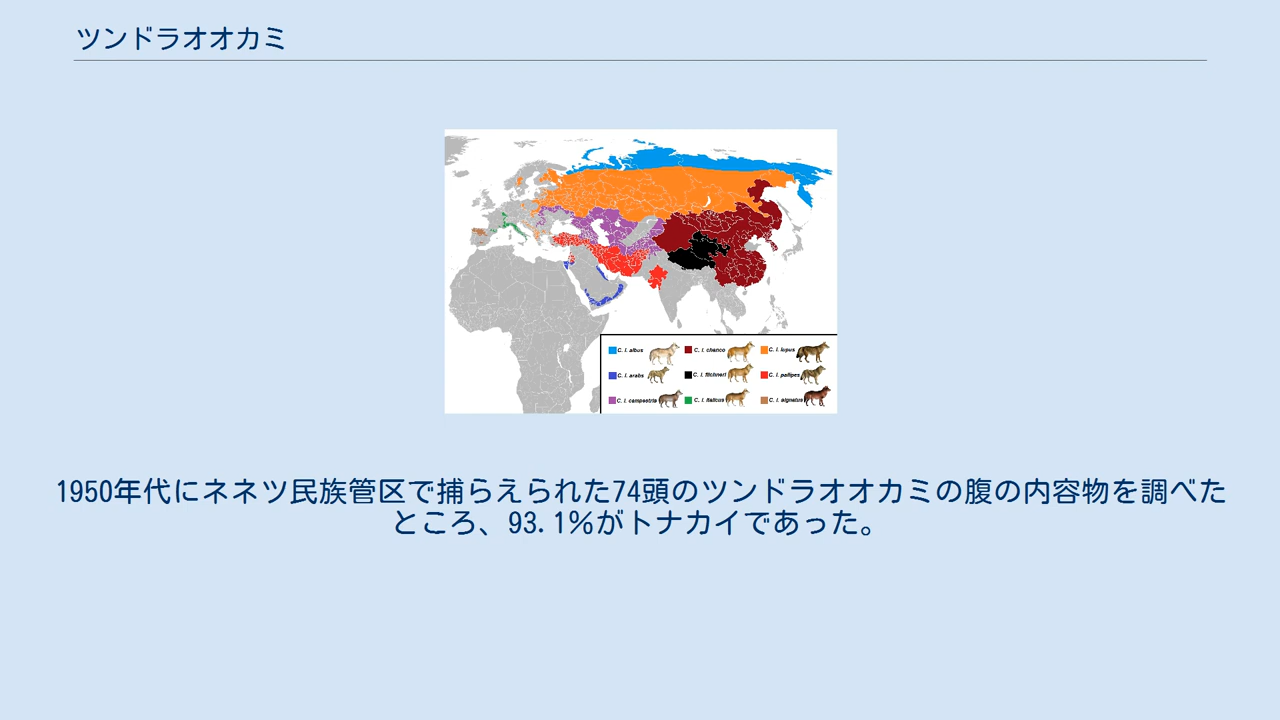 ツンドラオオカミ
C. l. albus
C. l. chanco
C. l. lupus
C. l. arabs
C. l. filchneri
C. l. pallipes
C. l. campestris
C. l. italicus
C. l. signatus
1950年代にネネツ民族管区で捕らえられた74頭のツンドラオオカミの腹の内容物を調べた
ところ、93.1%がトナカイであった。